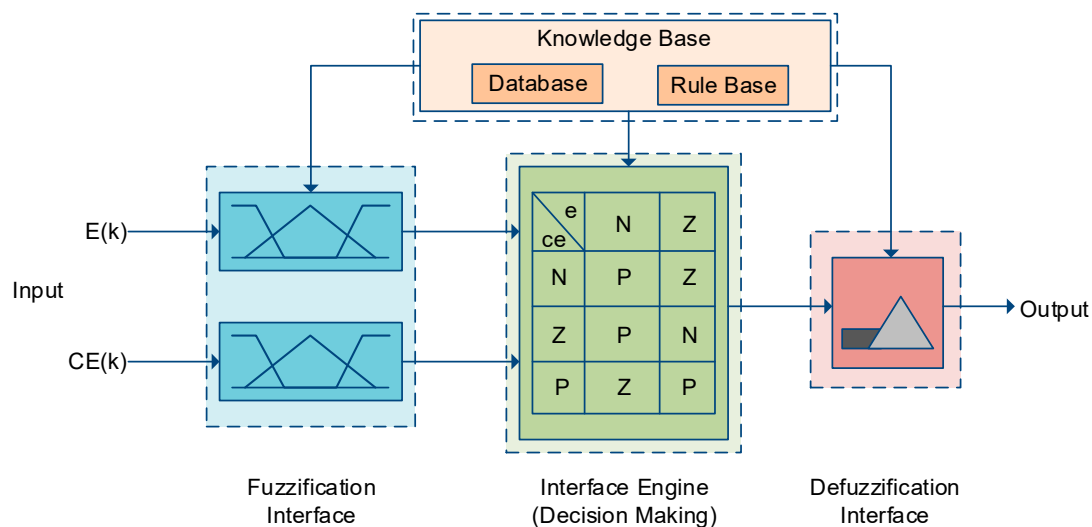 Knowledge Base
Database
Rule Base
E(k)
Input
CE(k)
e
ce
N
Z
N
P
Z
Z
P
N
P
Z
P
Output
Fuzzification
Interface
Interface Engine
(Decision Making)
Defuzzification
Interface